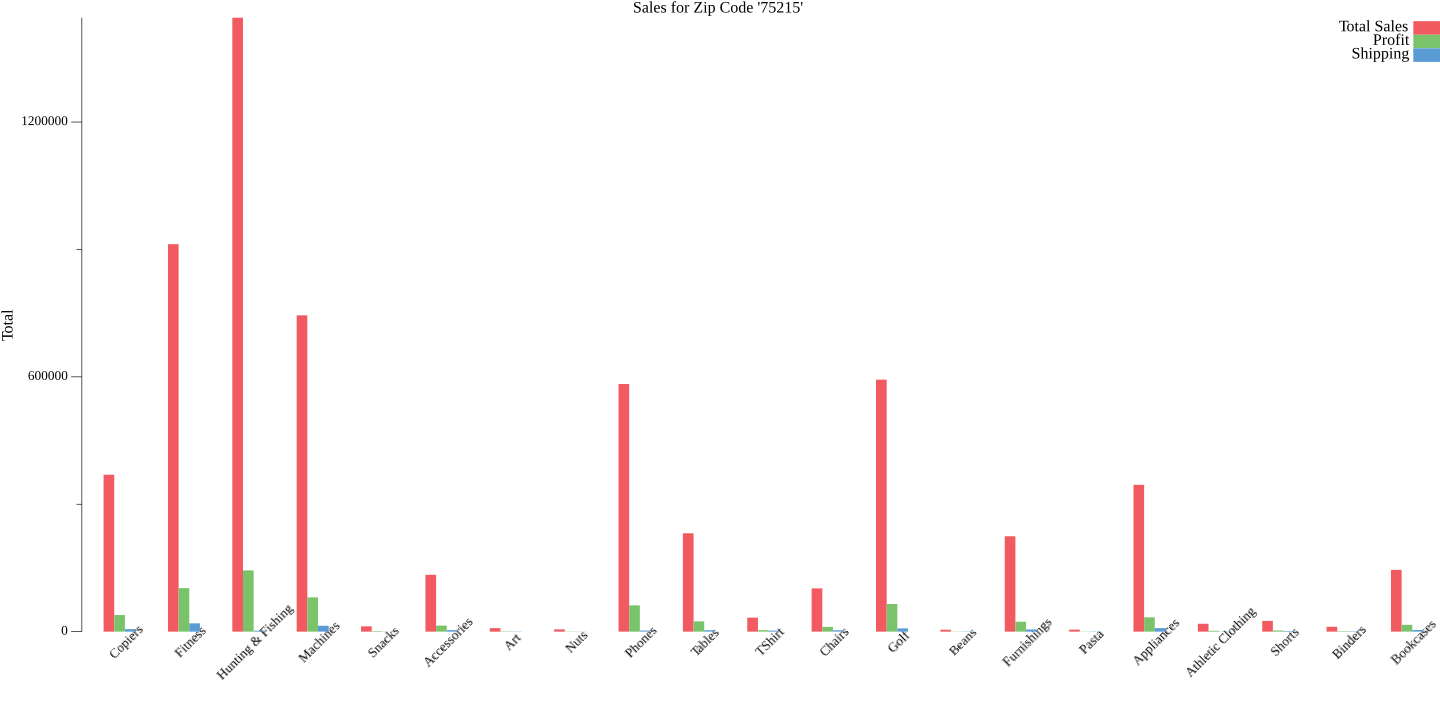 Sales for Zip Code '75215'
Total Sales
Profit
Shipping
Total
1200000
600000
0
Copiers
Fitness
Hunting & Fishing
Machines
Snacks
Accessories
Art
Nuts
Phones
Tables
TShirt
Chairs
Golf
Beans
Furnishings
Pasta
Appliances
Athletic Clothing
Shorts
Binders
Bookcases